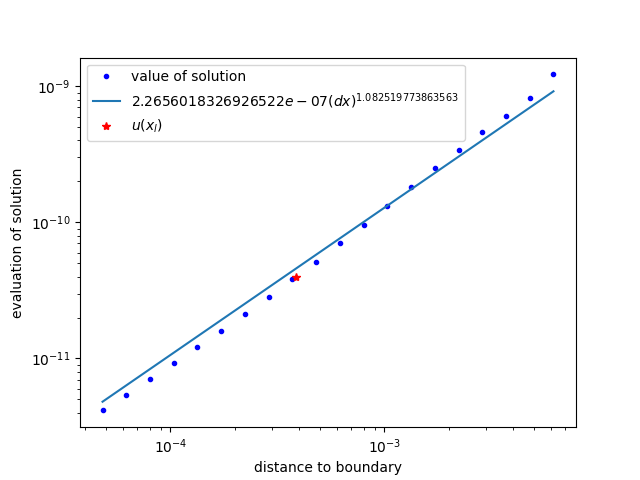 value of solution
2.2656018326926522e − 07(dx)^1.082519773863563
u(x_l)
10^−9
10^−10
10^−11
evaluation of solution
10^−4
10^−3
distance to boundary